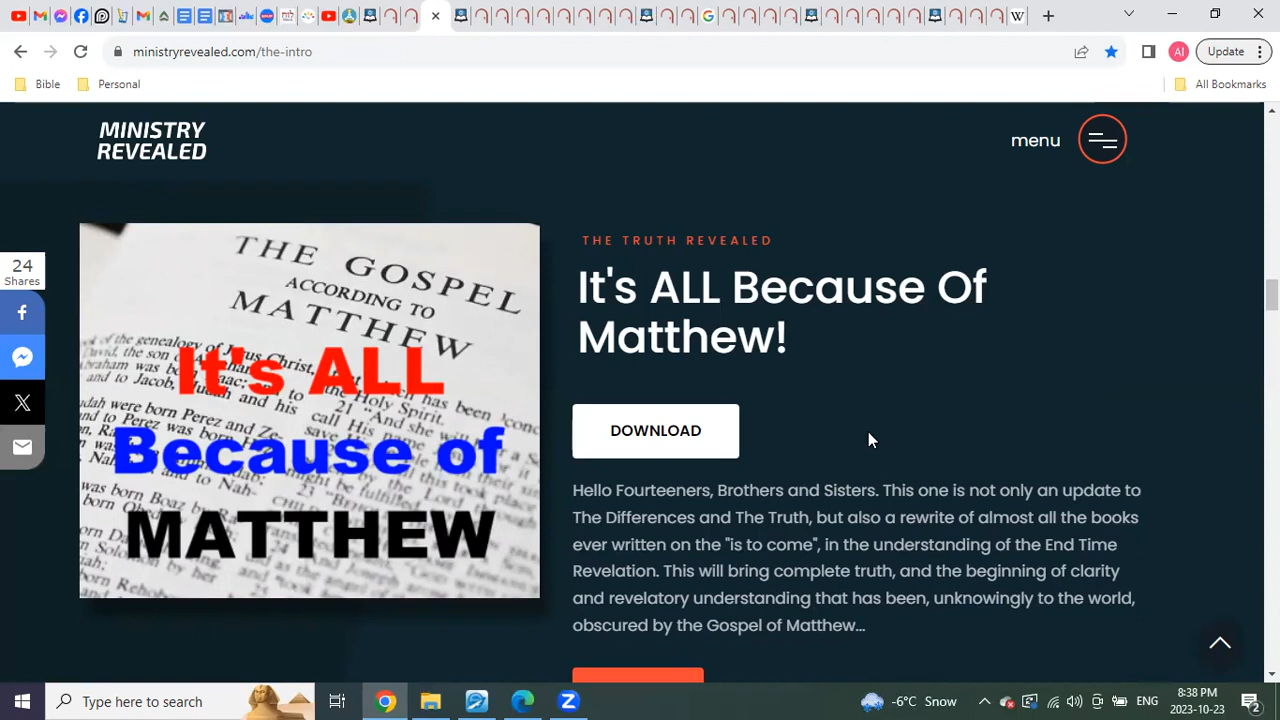 ministryrevealed.com/the-intro
Update
Bible
Personal
All Bookmarks
MINISTRY
REVEALED
menu
24
Shares
THE GOSPEL
ACCORDING TO
MATTHEW
It's ALL
Because of
MATTHEW
THE TRUTH REVEALED
It's ALL Because Of
Matthew!
DOWNLOAD
Hello Fourteeners, Brothers and Sisters. This one is not only an update to
The Differences and The Truth, but also a rewrite of almost all the books
ever written on the "is to come", in the understanding of the End Time
Revelation. This will bring complete truth, and the beginning of clarity
and revelatory understanding that has been, unknowingly to the world,
obscured by the Gospel of Matthew...
Type here to search
-6°C Snow
ENG
8:38 PM
2023-10-23
2